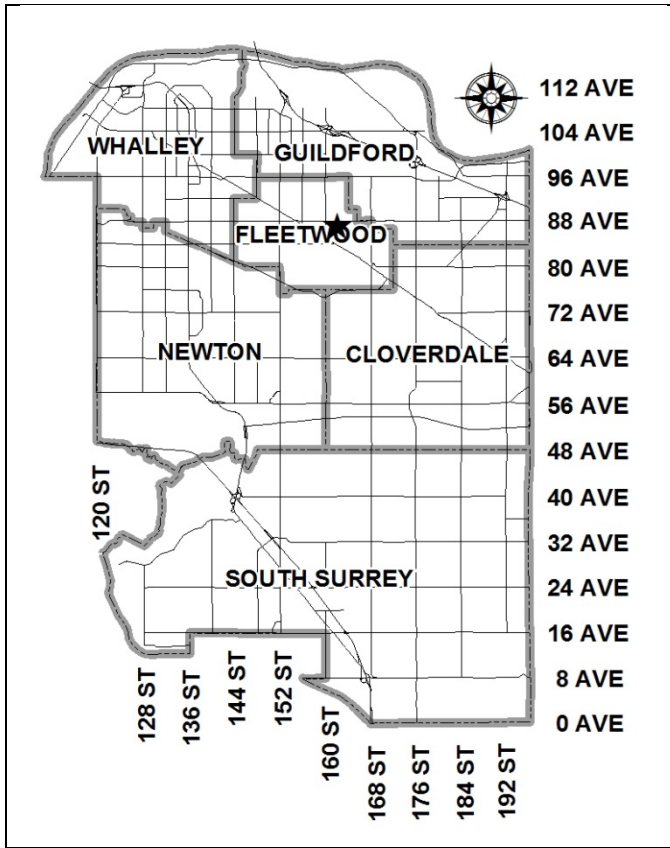 112 AVE
104 AVE
WHALLEY
GUILDFORD
96 AVE
88 AVE
FLEETWOOD
80 AVE
72 AVE
NEWTON
CLOVERDALE
64 AVE
56 AVE
48 AVE
120 ST
40 AVE
32 AVE
SOUTH SURREY
24 AVE
16 AVE
8 AVE
0 AVE
128 ST
136 ST
144 ST
152 ST
160 ST
168 ST
176 ST
184 ST
192 ST